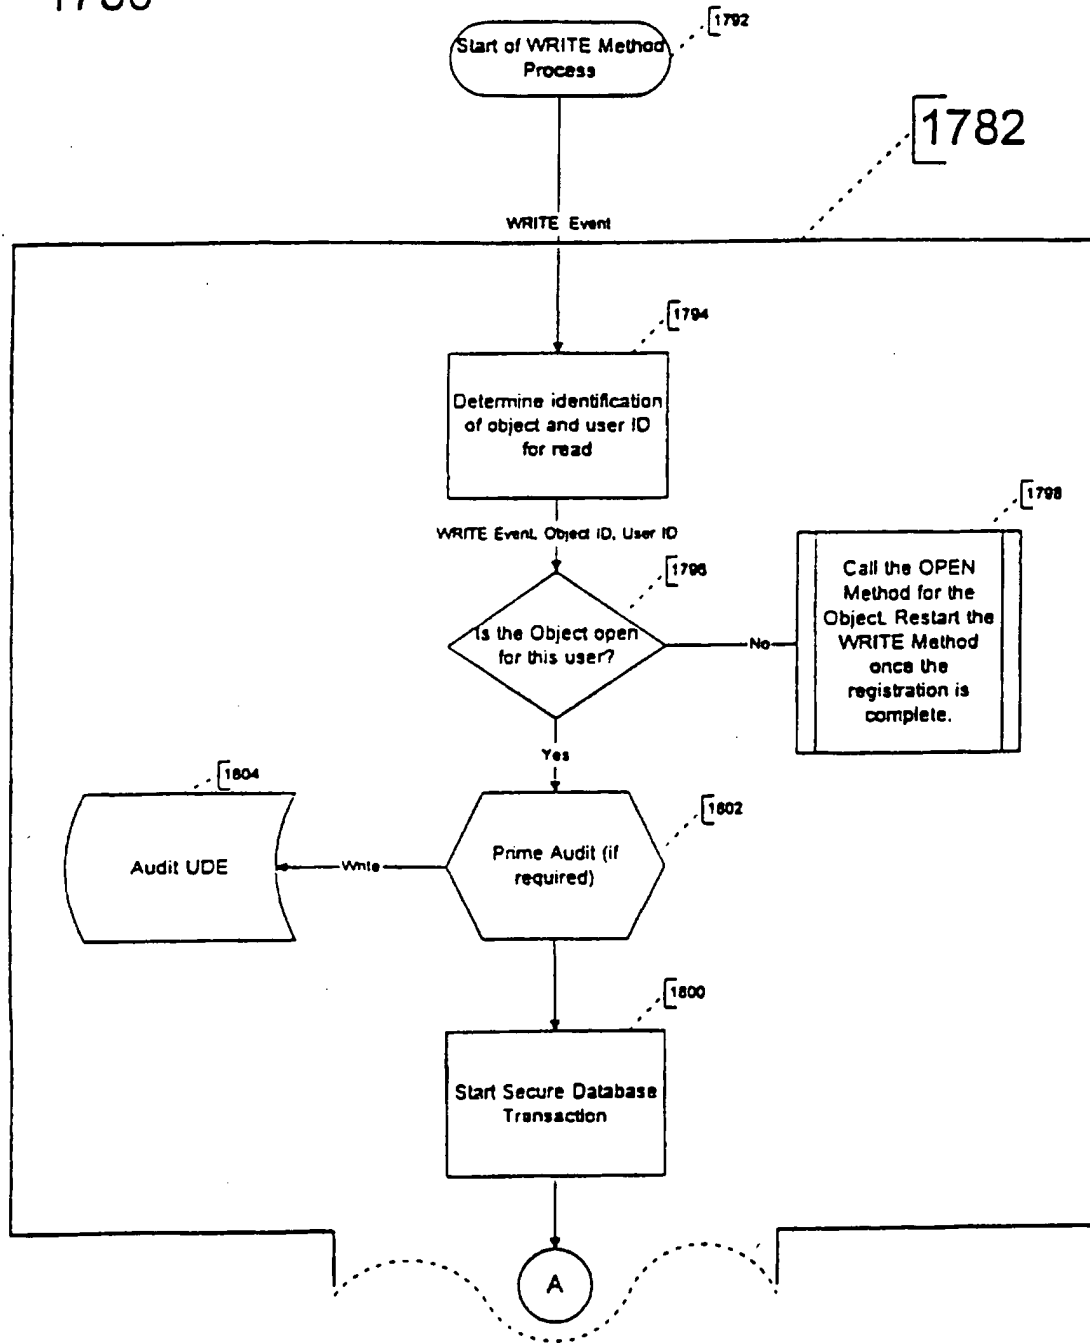 1792
Start of WRITE Method
Process
1782
WRITE Event
1794
Determine identification
of object and user ID
for read
1798
WRITE Event, Object ID, User ID
1796
Call the OPEN
Method for the
Object. Restart the
WRITE Method
once the
registration is
complete.
Is the Object open
for this user?
No
Yes
1804
1802
Audit UDE
Write
Prime Audit (if
required)
1800
Start Secure Database
Transaction
A